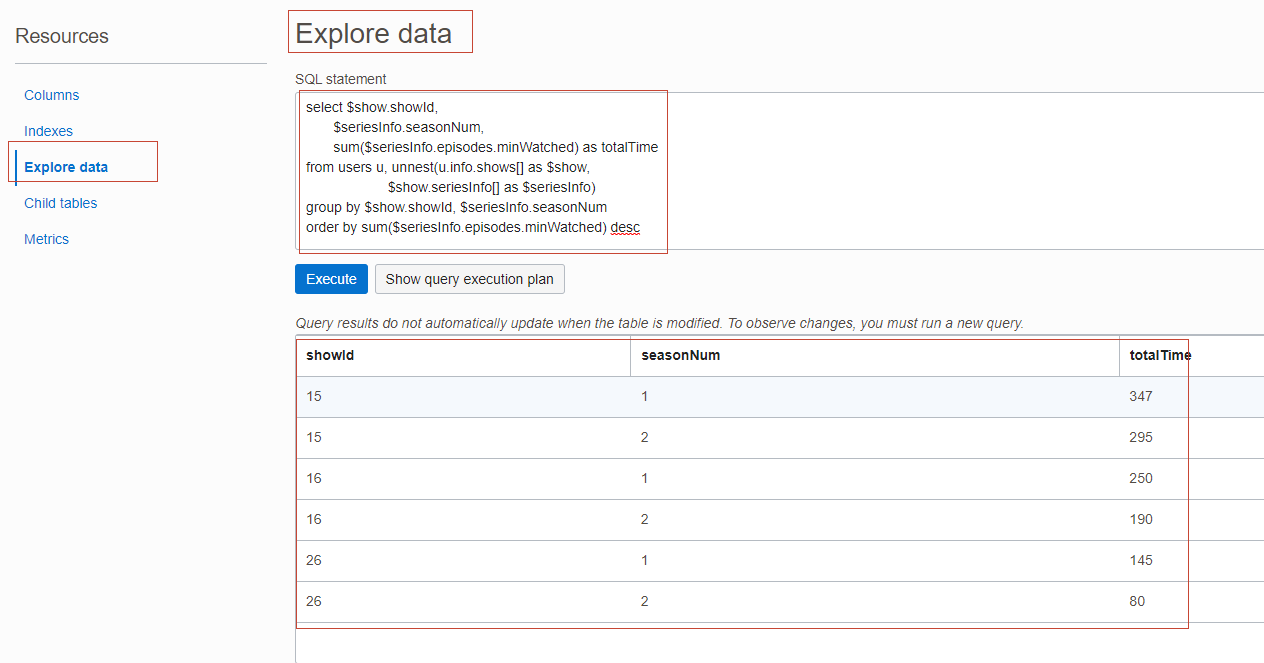 Resources
Columns
Indexes
Explore data
Child tables
Metrics
Explore data
SQL statement
select $show.showId,
$seriesInfo.seasonNum,
sum($seriesInfo.episodes.minWatched) as totalTime
from users u, unnest(u.info.shows[] as $show,
$show.seriesInfo[] as $seriesInfo)
group by $show.showId, $seriesInfo.seasonNum
order by sum($seriesInfo.episodes.minWatched) desc
Execute Show query execution plan
Query results do not automatically update when the table is modified. To observe changes, you must run a new query.
showId seasonNum totalTime
15 1 347
15 2 295
16 1 250
16 2 190
26 1 145
26 2 80